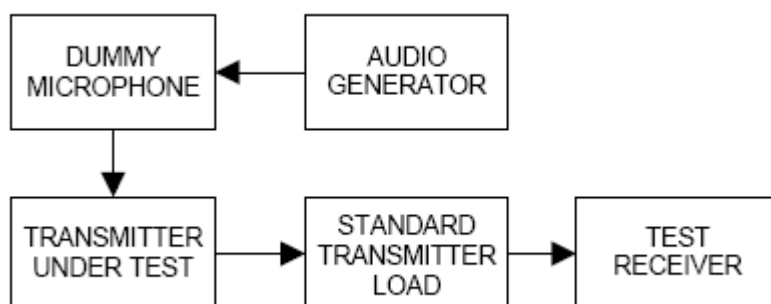 DUMMY
MICROPHONE
AUDIO
GENERATOR
TRANSMITTER
UNDER TEST
STANDARD
TRANSMITTER
LOAD
TEST
RECEIVER